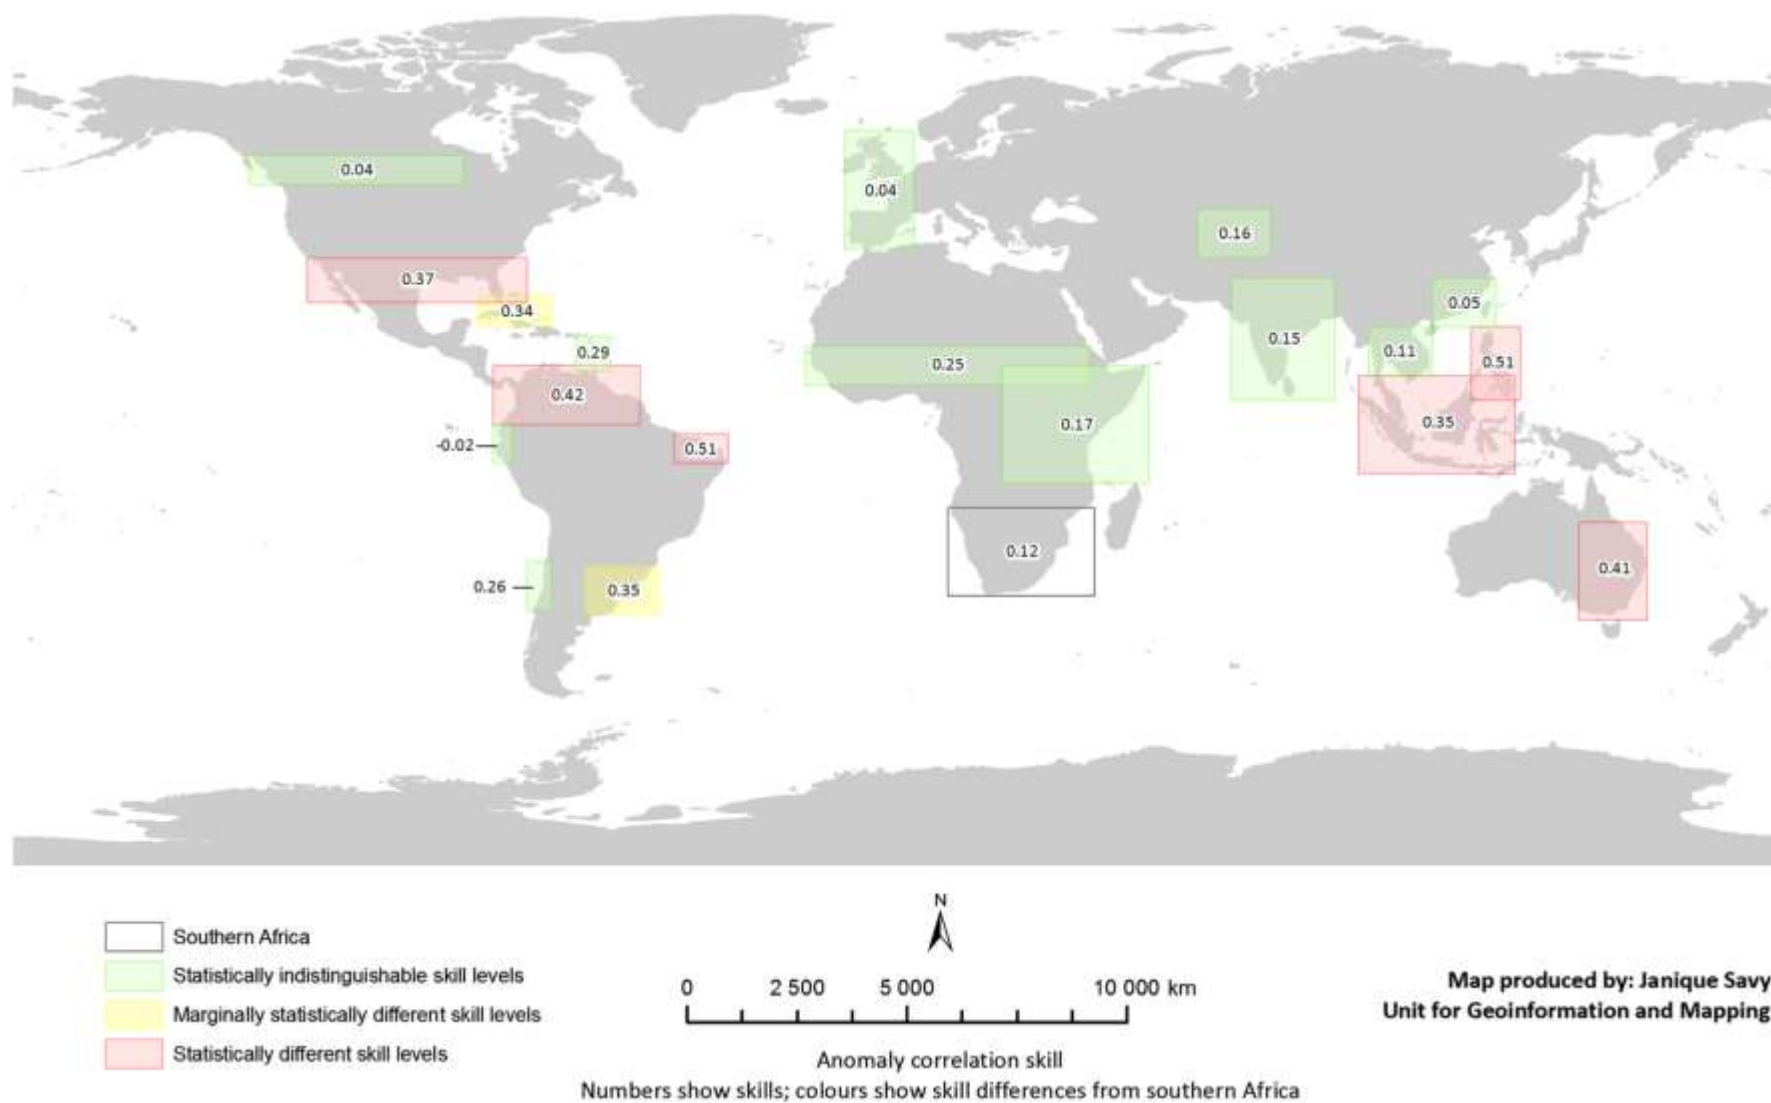 0.04
0.04
0.16
0.37
0.34
0.05
0.15
0.29
0.11
0.25
0.51
0.42
0.17
0.35
-0.02
0.51
0.12
0.41
0.26
0.35
N
Southern Africa
Statistically indistinguishable skill levels
Marginally statistically different skill levels
Statistically different skill levels
0 2 500 5 000 10 000 km
Anomaly correlation skill
Numbers show skills; colours show skill differences from southern Africa
Map produced by: Janique Savy
Unit for Geoinformation and Mapping